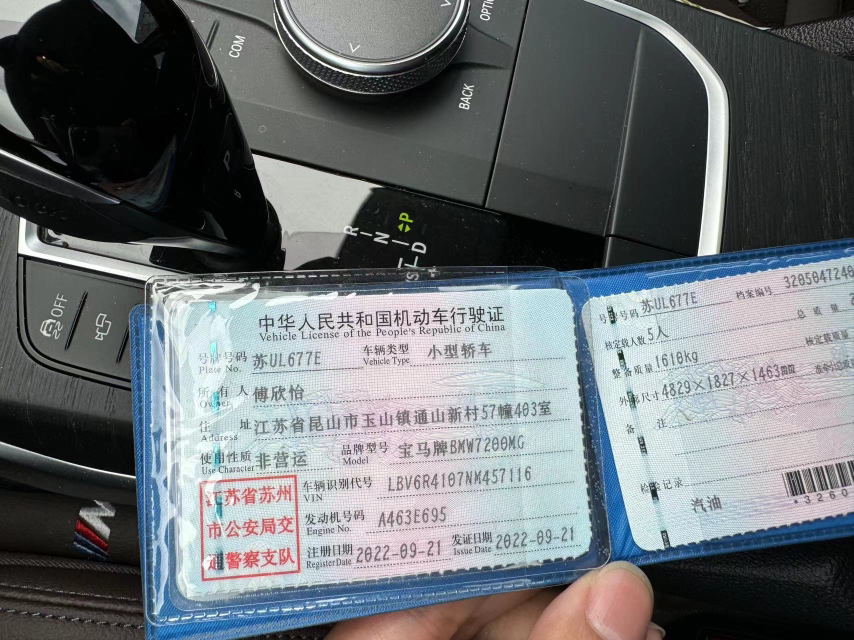 COM
OPTI
BACK
P
R N D
OFF
中华人民共和国机动车行驶证
Vehicle License of the People's Republic of China
号牌号码 苏UL677E 车辆类型 小型轿车
Plate No. Vehicle Type
所有人 傅欣怡
Owner
住址 江苏省昆山市玉山镇通山新村57幢403室
Address
使用性质 非营运 品牌型号 宝马牌BMW7200MG
Use Character Model
江苏省苏州
市公安局交
通警察支队
车辆识别代号 LBV6R4107NM457116
VIN
发动机号码 A463E695
Engine No.
注册日期 2022-09-21 发证日期 2022-09-21
Register Date Issue Date
号牌号码 苏UL677E 档案编号 3205047240
核定载人数 5人 总质量
整备质量 1610kg
外廓尺寸 4829×1827×1463mm
备注
检验记录
汽油
*3260